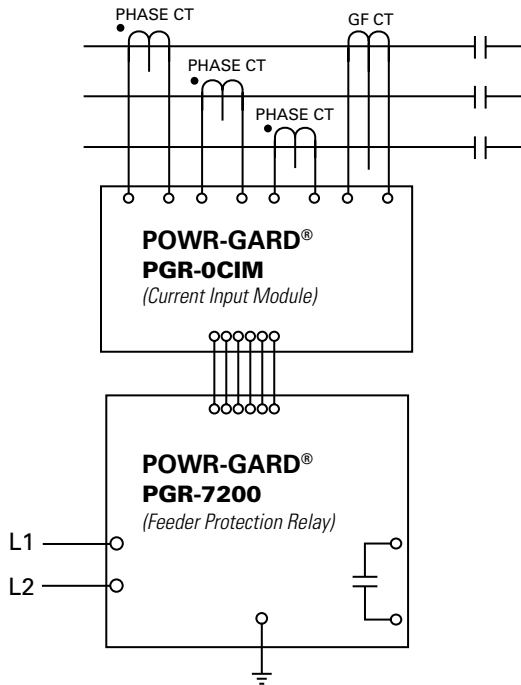 PHASE CT
GF CT
PHASE CT
PHASE CT
POWR-GARD®
PGR-0CIM
(Current Input Module)
POWR-GARD®
PGR-7200
(Feeder Protection Relay)
L1
L2